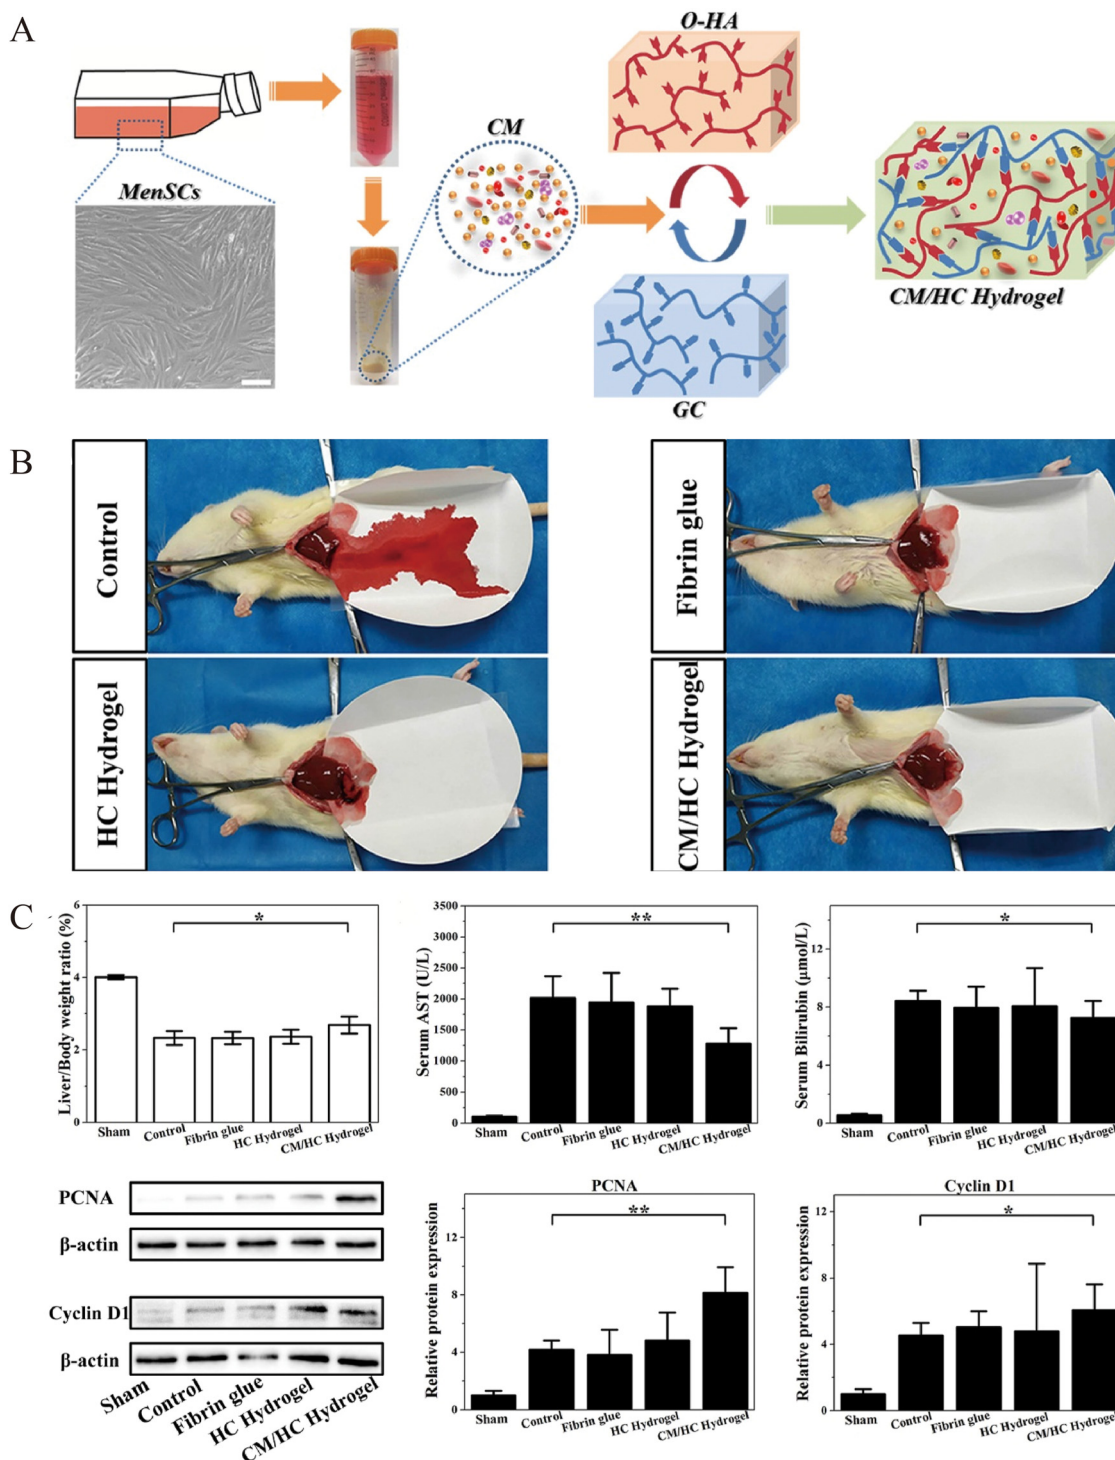 A
O-HA
CM
MenSCs
CM/HC Hydrogel
GC
B
Control
Fibrin glue
HC Hydrogel
CM/HC Hydrogel
C
Liver/Body weight ratio (%)
6
4
2
0
*
Sham
Control
Fibrin glue
HC Hydrogel
CM/HC Hydrogel
Serum AST (U/L)
3500
3000
2500
2000
1500
1000
500
0
**
Sham
Control
Fibrin glue
HC Hydrogel
CM/HC Hydrogel
Serum Bilirubin (μmol/L)
12
8
4
0
*
Sham
Control
Fibrin glue
HC Hydrogel
CM/HC Hydrogel
PCNA
β-actin
Cyclin D1
β-actin
Sham
Control
Fibrin glue
HC Hydrogel
CM/HC Hydrogel
PCNA
Relative protein expression
12
8
4
0
**
Sham
Control
Fibrin glue
HC Hydrogel
CM/HC Hydrogel
Cyclin D1
Relative protein expression
12
8
4
0
*
Sham
Control
Fibrin glue
HC Hydrogel
CM/HC Hydrogel